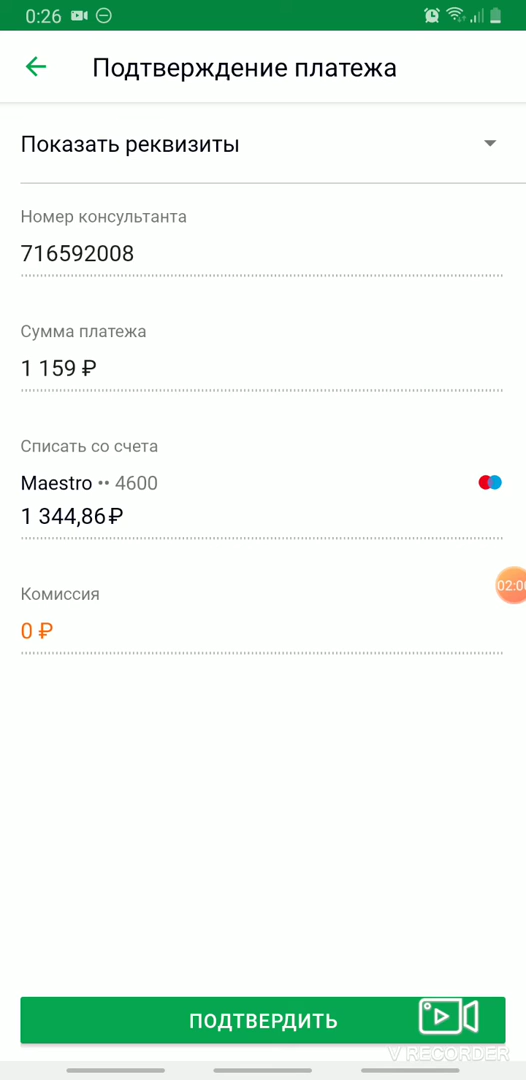 0:26
Подтверждение платежа
Показать реквизиты
Номер консультанта
716592008
Сумма платежа
1 159 ₽
Списать со счета
Maestro •• 4600
1 344,86 ₽
02:0
Комиссия
0 ₽
ПОДТВЕРДИТЬ
V RECORDER